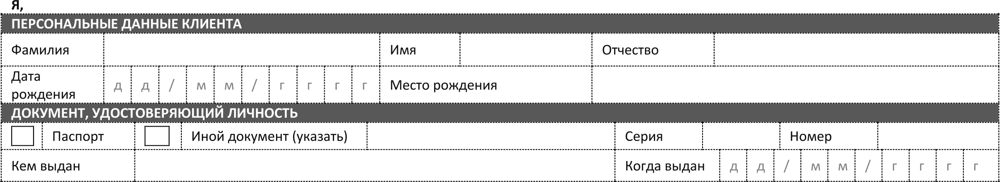 Я,
ПЕРСОНАЛЬНЫЕ ДАННЫЕ КЛИЕНТА
Фамилия Имя Отчество
Дата рождения д д / м м / г г г г Место рождения
ДОКУМЕНТ, УДОСТОВЕРЯЮЩИЙ ЛИЧНОСТЬ
Паспорт Иной документ (указать) Серия Номер
Кем выдан Когда выдан д д / м м / г г г г